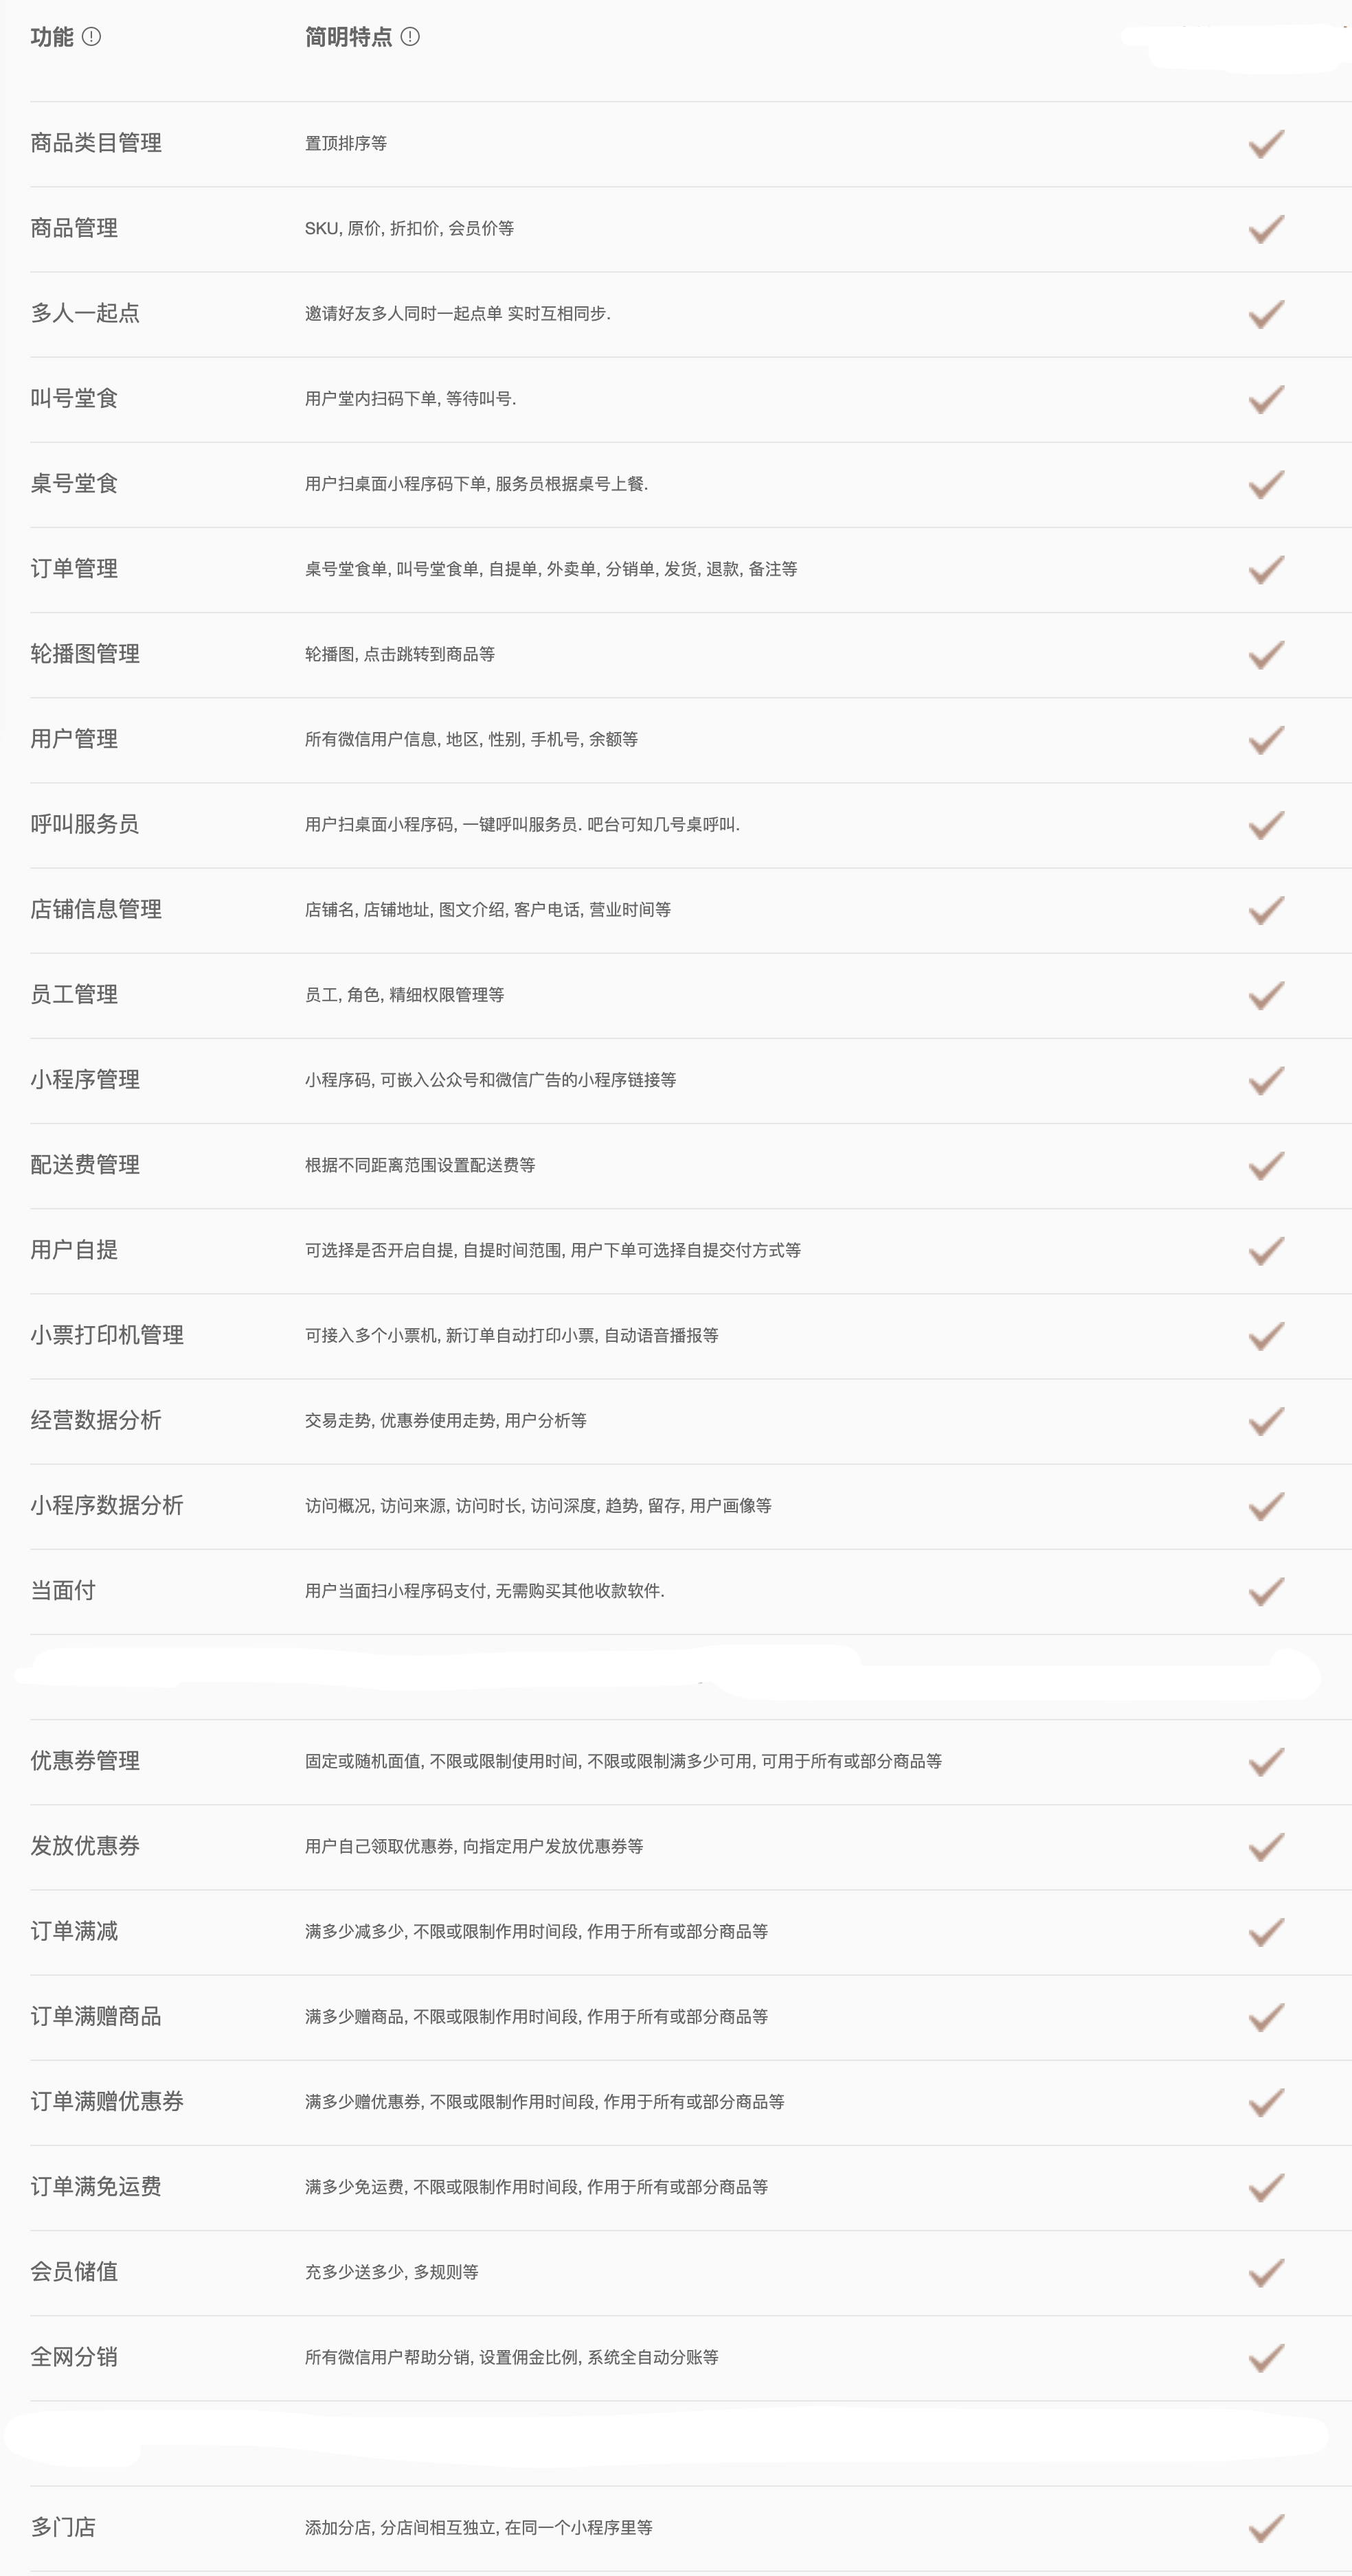 功能 简明特点
商品类目管理 置顶排序等
商品管理 SKU, 原价, 折扣价, 会员价等
多人一起点 邀请好友多人同时一起点单 实时互相同步.
叫号堂食 用户堂内扫码下单, 等待叫号.
桌号堂食 用户扫桌面小程序码下单, 服务员根据桌号上餐.
订单管理 桌号堂食单, 叫号堂食单, 自提单, 外卖单, 分销单, 发货, 退款, 备注等
轮播图管理 轮播图, 点击跳转到商品等
用户管理 所有微信用户信息, 地区, 性别, 手机号, 余额等
呼叫服务员 用户扫桌面小程序码, 一键呼叫服务员. 吧台可知几号桌呼叫.
店铺信息管理 店铺名, 店铺地址, 图文介绍, 客户电话, 营业时间等
员工管理 员工, 角色, 精细权限管理等
小程序管理 小程序码, 可嵌入公众号和微信广告的小程序链接等
配送费管理 根据不同距离范围设置配送费等
用户自提 可选择是否开启自提, 自提时间范围, 用户下单可选择自提交付方式等
小票打印机管理 可接入多个小票机, 新订单自动打印小票, 自动语音播报等
经营数据分析 交易走势, 优惠券使用走势, 用户分析等
小程序数据分析 访问概况, 访问来源, 访问时长, 访问深度, 趋势, 留存, 用户画像等
当面付 用户当面扫小程序码支付, 无需购买其他收款软件.
优惠券管理 固定或随机面值, 不限或限制使用时间, 不限或限制满多少可用, 可用于所有或部分商品等
发放优惠券 用户自己领取优惠券, 向指定用户发放优惠券等
订单满减 满多少减多少, 不限或限制作用时间段, 作用于所有或部分商品等
订单满赠商品 满多少赠商品, 不限或限制作用时间段, 作用于所有或部分商品等
订单满赠优惠券 满多少赠优惠券, 不限或限制作用时间段, 作用于所有或部分商品等
订单满免运费 满多少免运费, 不限或限制作用时间段, 作用于所有或部分商品等
会员储值 充多少送多少, 多规则等
全网分销 所有微信用户帮助分销, 设置佣金比例, 系统全自动分账等
多门店 添加分店, 分店间相互独立, 在同一个小程序里等